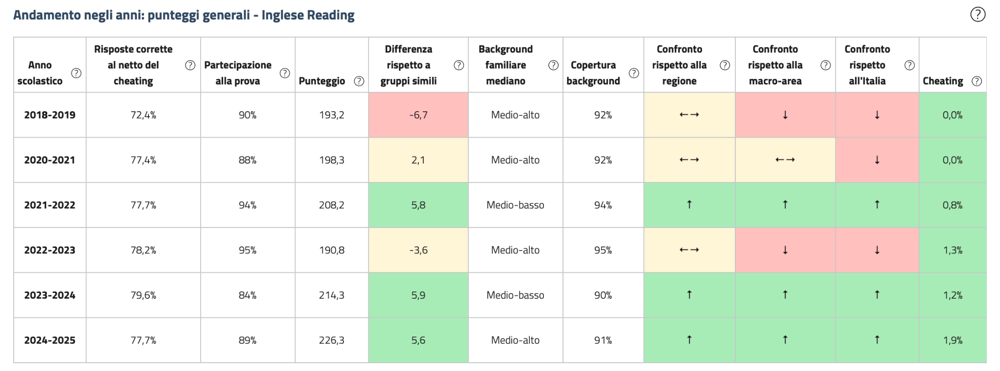 Andamento negli anni: punteggi generali - Inglese Reading ?
Anno scolastico ? Risposte corrette al netto del cheating ? Partecipazione alla prova ? Punteggio ? Differenza rispetto a gruppi simili ? Background familiare mediano ? Copertura background ? Confronto rispetto alla regione ? Confronto rispetto alla macro-area ? Confronto rispetto all'Italia ? Cheating ?
2018-2019 72,4% 90% 193,2 -6,7 Medio-alto 92% ←→ ↓ ↓ 0,0%
2020-2021 77,4% 88% 198,3 2,1 Medio-alto 92% ←→ ←→ ↓ 0,0%
2021-2022 77,7% 94% 208,2 5,8 Medio-basso 94% ↑ ↑ ↑ 0,8%
2022-2023 78,2% 95% 190,8 -3,6 Medio-alto 95% ←→ ↓ ↓ 1,3%
2023-2024 79,6% 84% 214,3 5,9 Medio-basso 90% ↑ ↑ ↑ 1,2%
2024-2025 77,7% 89% 226,3 5,6 Medio-alto 91% ↑ ↑ ↑ 1,9%